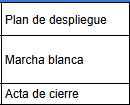 Plan de despliegue
Marcha blanca
Acta de cierre